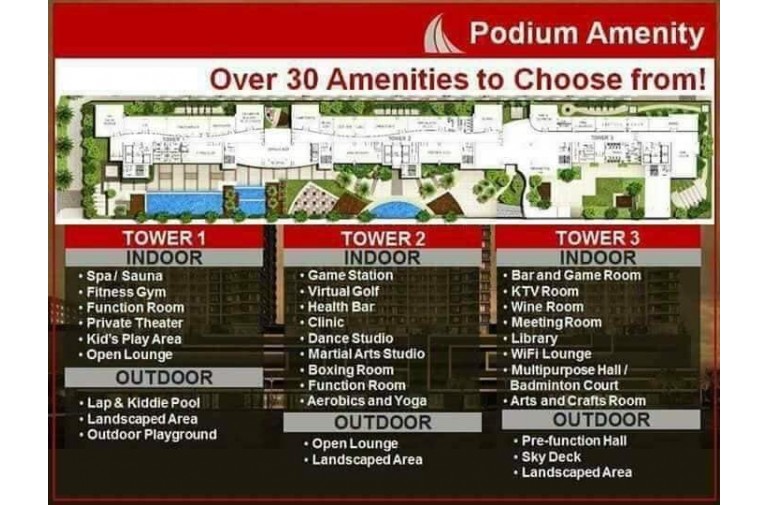 Podium Amenity
Over 30 Amenities to Choose from!
TOWER 1
INDOOR
• Spa / Sauna
• Fitness Gym
• Function Room
• Private Theater
• Kid's Play Area
• Open Lounge
OUTDOOR
• Lap & Kiddie Pool
• Landscaped Area
• Outdoor Playground
TOWER 2
INDOOR
• Game Station
• Virtual Golf
• Health Bar
• Clinic
• Dance Studio
• Martial Arts Studio
• Boxing Room
• Function Room
• Aerobics and Yoga
OUTDOOR
• Open Lounge
• Landscaped Area
TOWER 3
INDOOR
• Bar and Game Room
• KTV Room
• Wine Room
• Meeting Room
• Library
• WiFi Lounge
• Multipurpose Hall /
Badminton Court
• Arts and Crafts Room
OUTDOOR
• Pre-function Hall
• Sky Deck
• Landscaped Area